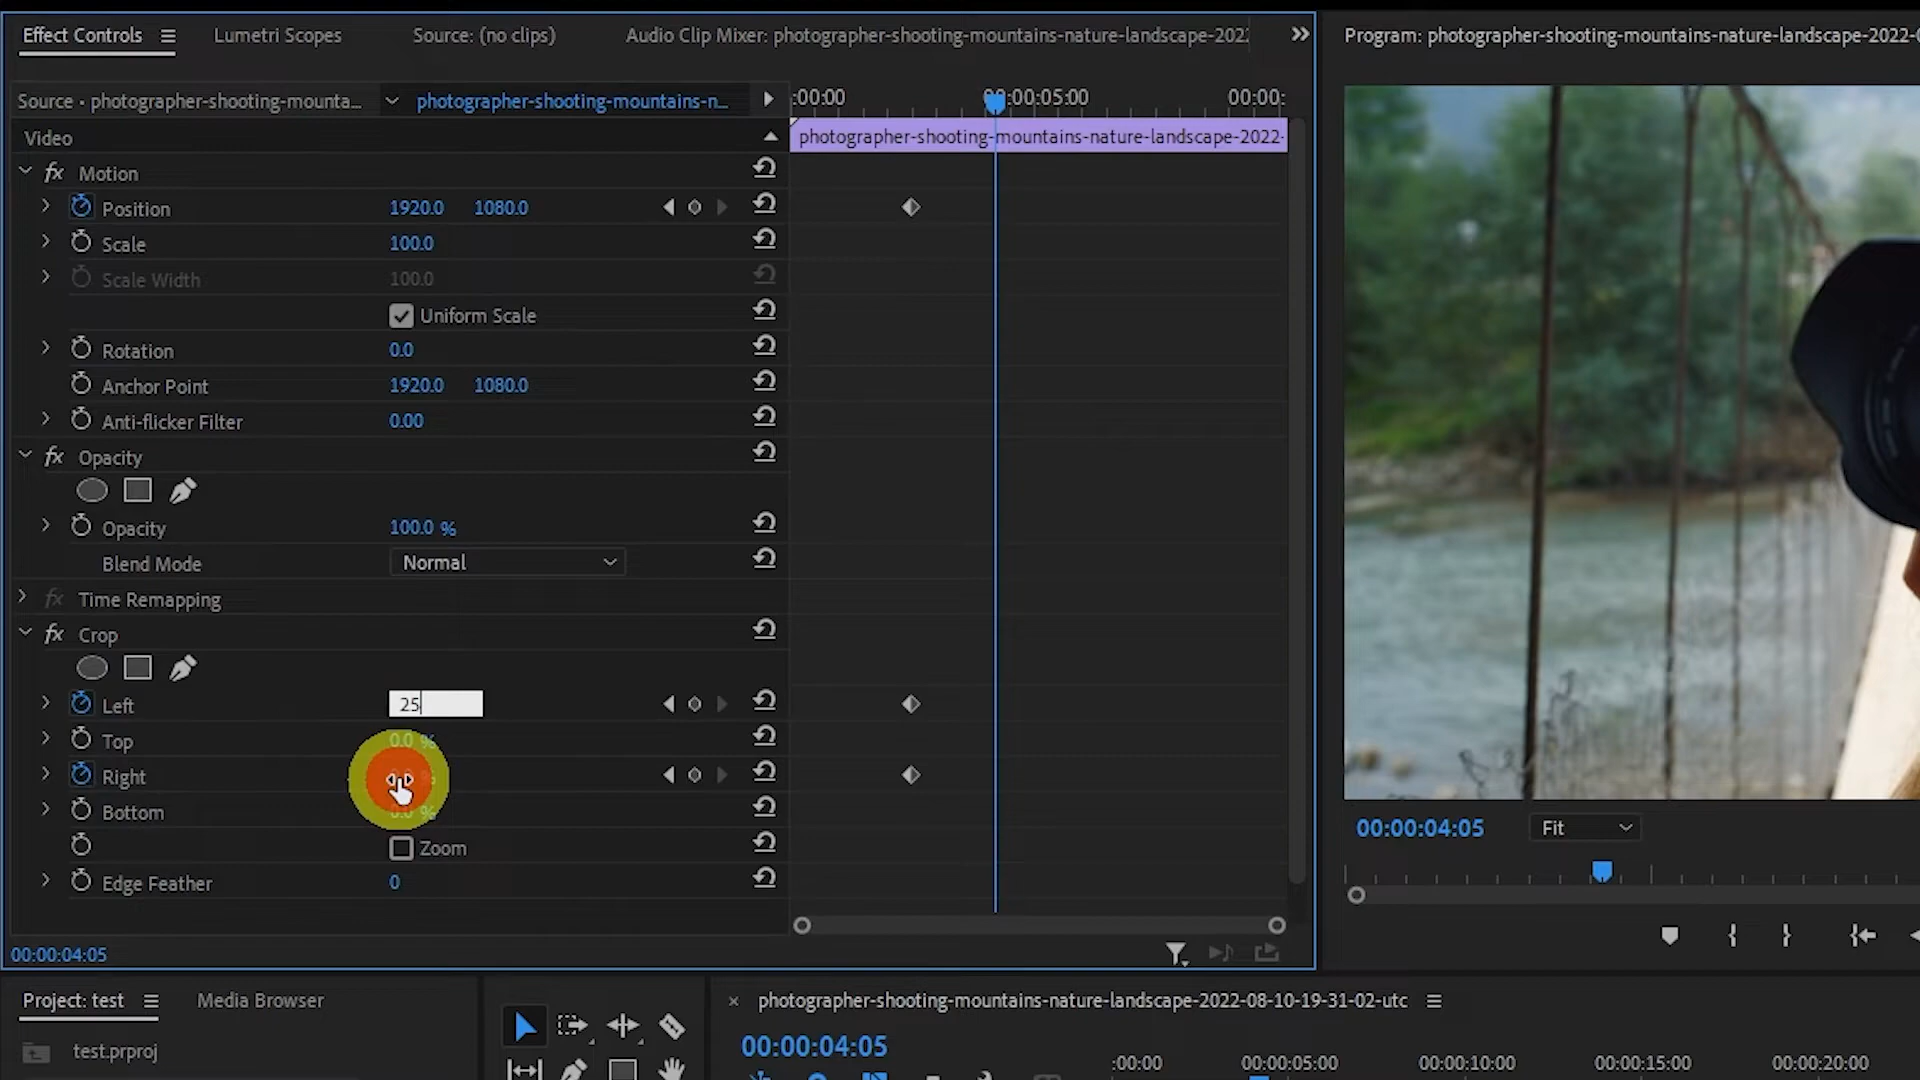 Effect Controls
Lumetri Scopes
Source: (no clips)
Audio Clip Mixer: photographer-shooting-mountains-nature-landscape-202
Program: photographer-shooting-mountains-nature-landscape-2022-
Source • photographer-shooting-mounta...
photographer-shooting-mountains-n...
:00:00
00:00:05:00
00:00:
Video
photographer-shooting-mountains-nature-landscape-2022-
fx Motion
Position 1920.0 1080.0
Scale 100.0
Scale Width 100.0
Uniform Scale
Rotation 0.0
Anchor Point 1920.0 1080.0
Anti-flicker Filter 0.00
fx Opacity
Opacity 100.0 %
Blend Mode Normal
fx Time Remapping
fx Crop
Left 25
Top 0.0 %
Right
Bottom 0.0 %
Zoom
Edge Feather 0
00:00:04:05
00:00:04:05
Fit
Project: test
Media Browser
test.prproj
× photographer-shooting-mountains-nature-landscape-2022-08-10-19-31-02-utc
00:00:04:05
:00:00
00:00:05:00
00:00:10:00
00:00:15:00
00:00:20:00